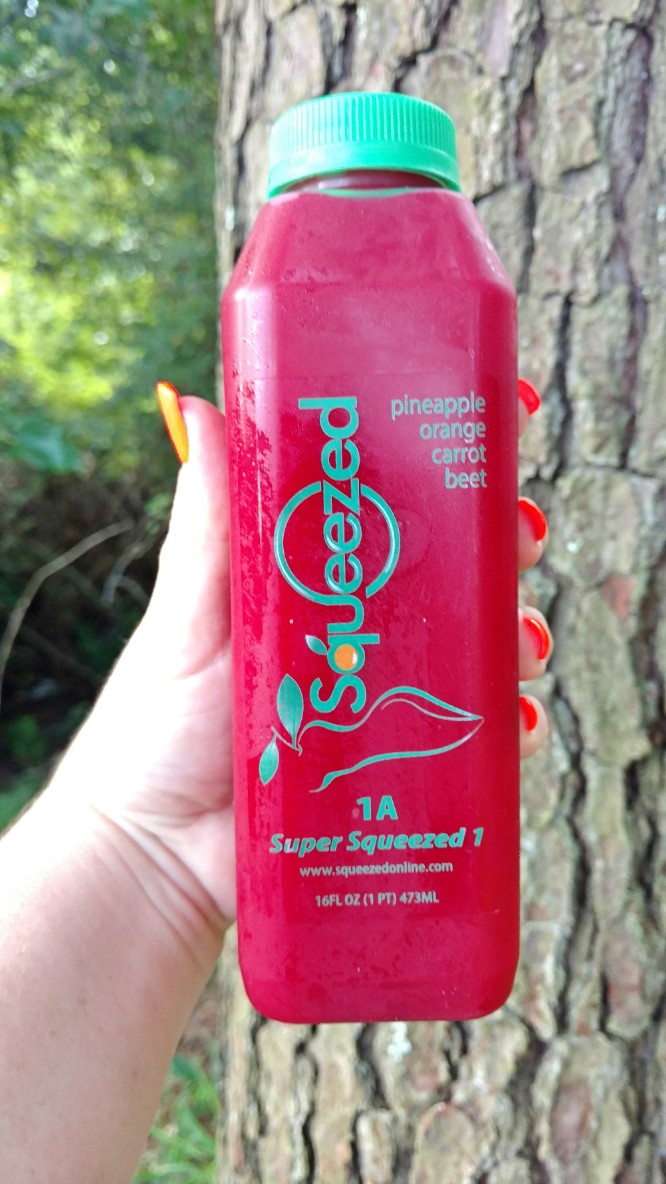 pineapple
orange
carrot
beet
Squeezed
1A
Super Squeezed 1
www.squeezedonline.com
16FL OZ (1 PT) 473ML